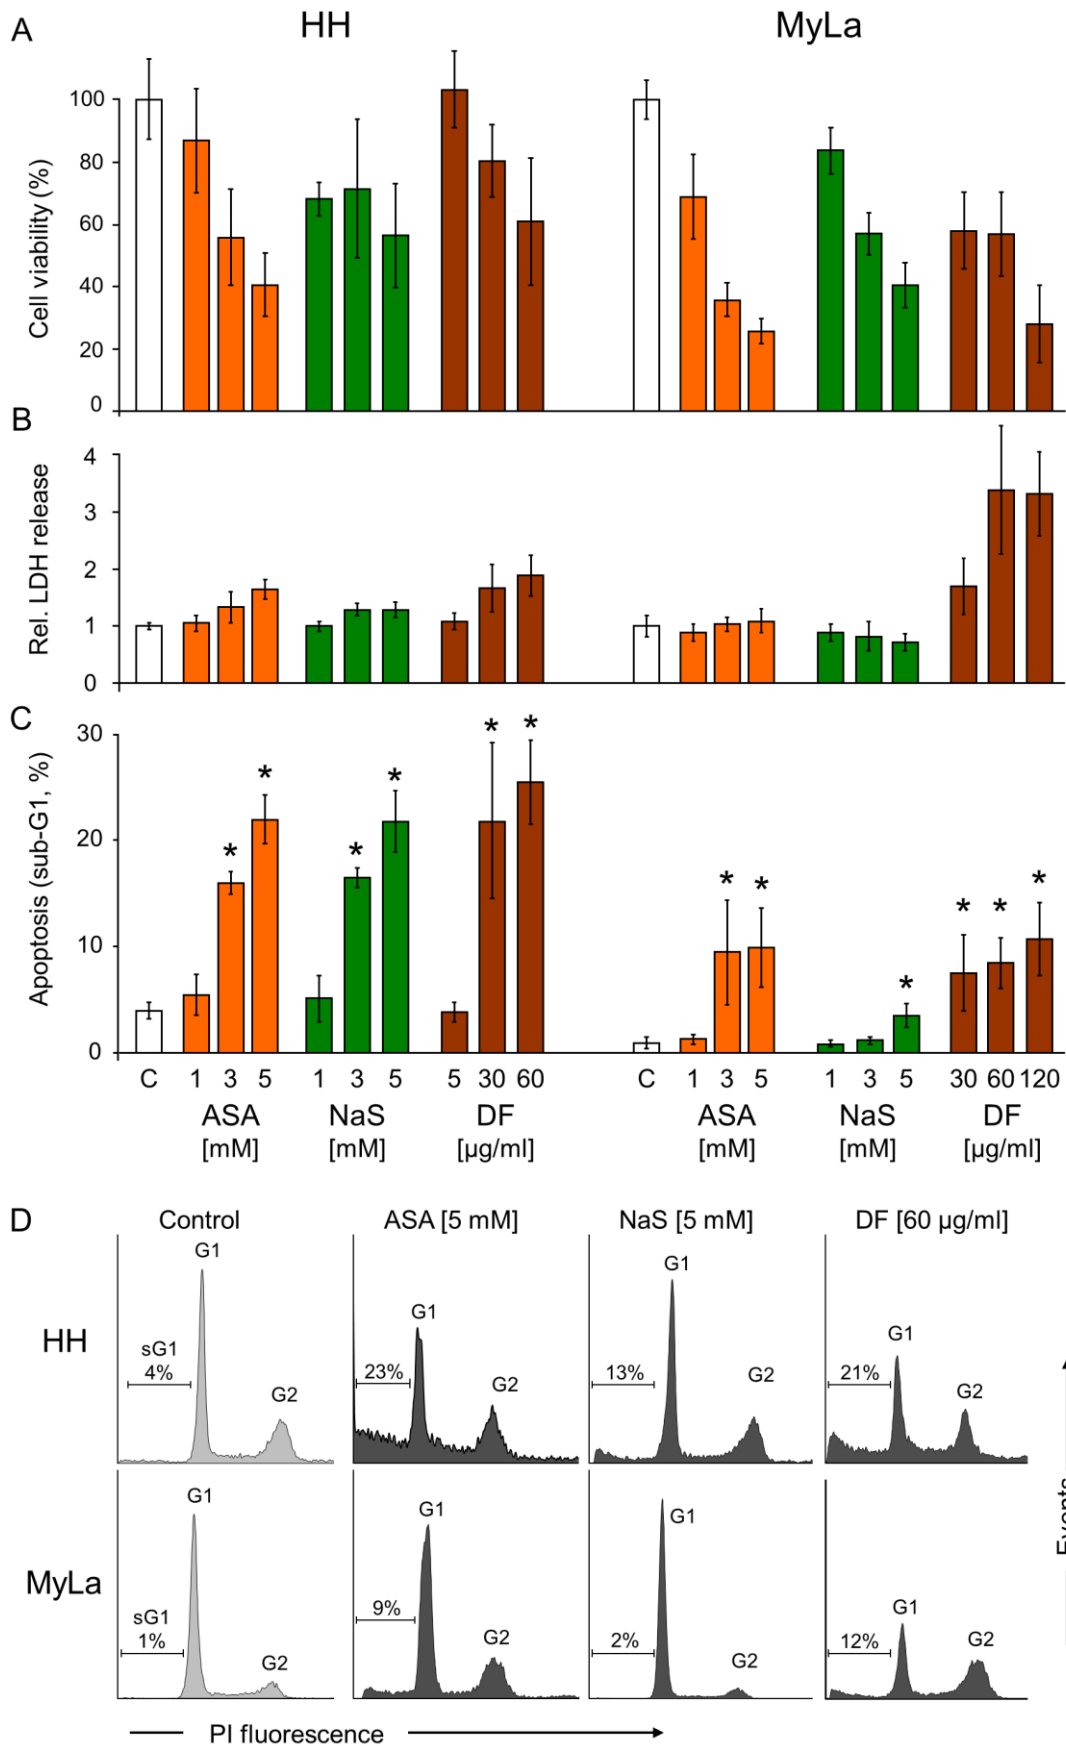 A
HH
MyLa
Cell viability (%)
100
80
60
40
20
0
B
Rel. LDH release
4
3
2
1
0
C
Apoptosis (sub-G1, %)
30
20
10
0
* * * * * *
* * * * * *
C 1 3 5 1 3 5 5 30 60 C 1 3 5 1 3 5 30 60 120
ASA NaS DF ASA NaS DF
[mM] [mM] [µg/ml] [mM] [mM] [µg/ml]
D
Control
ASA [5 mM]
NaS [5 mM]
DF [60 µg/ml]
HH
G1
sG1
4%
G2
G1
23%
G2
G1
13%
G2
G1
21%
G2
MyLa
G1
sG1
1%
G2
G1
9%
G2
G1
2%
G2
G1
12%
G2
Events
PI fluorescence